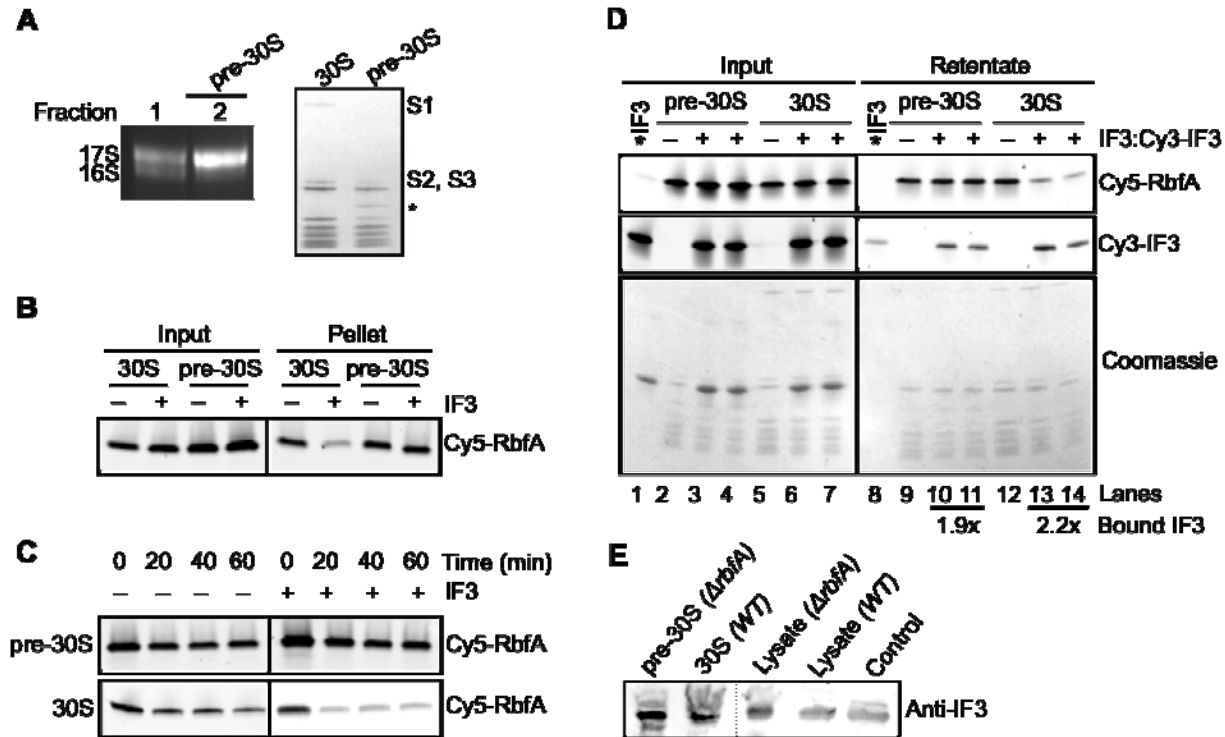 A
pre-30S
Fraction 1 2
17S
16S
30S pre-30S
S1
S2, S3
*
B
Input Pellet
30S pre-30S 30S pre-30S
– + – + – + – + IF3
Cy5-RbfA
C
0 20 40 60 0 20 40 60 Time (min)
– – – – + + + + IF3
pre-30S Cy5-RbfA Cy5-RbfA
30S Cy5-RbfA Cy5-RbfA
D
Input Retentate
*IF3 pre-30S 30S *IF3 pre-30S 30S
– + + – + + – + + – + + IF3:Cy3-IF3
Cy5-RbfA
Cy3-IF3
Coomassie
1 2 3 4 5 6 7 8 9 10 11 12 13 14 Lanes
1.9x 2.2x Bound IF3
E
pre-30S (ΔrbfA) 30S (WT) Lysate (ΔrbfA) Lysate (WT) Control
Anti-IF3